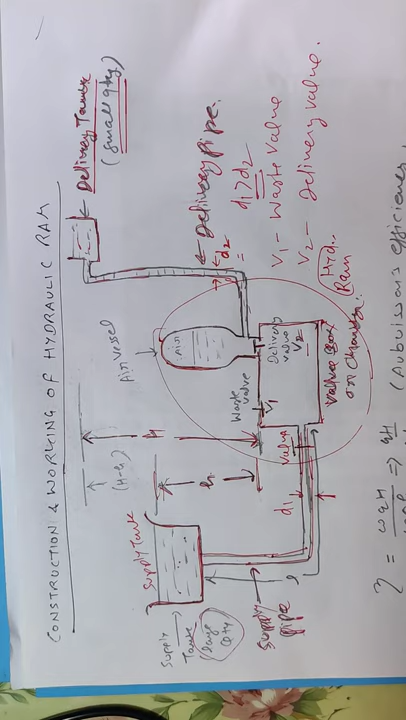 CONSTRUCTION & WORKING OF HYDRAULIC RAM
← Delivery Tank
(small qty)
Supply
Tank
(large
qty)
Supply Tank
(H-h)
H
h
Air vessel
Air
← Delivery pipe.
d2
d1 > d2
V1 - Waste Valve
V2 - Delivery Valve.
Hyd.
Ram
Waste valve
V1
Delivery
valve
V2
Valve Box
or Chamber.
Valve
d1
l
Supply
pipe
η = wqH
⇒ qH
(Aubuisson's efficiency